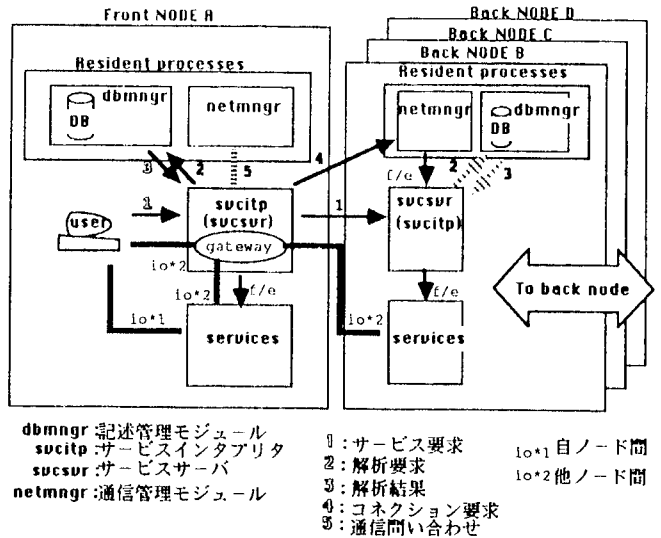 Front NODE A
Back NODE D
Back NODE C
Back NODE B
Resident processes
dbmngr
DB
netmngr
Resident processes
netmngr
dbmngr
DB
3
2
5
4
f/e
2
3
user
1
svcitp
(svcsvr)
gateway
1
svcsvr
(svcitp)
io*2
io*2
f/e
f/e
io*1
io*2
services
services
To back node
dbmngr:記述管理モジュール
svcitp:サービスインタプリタ
svcsvr:サービスサーバ
netmngr:通信管理モジュール
1:サービス要求
2:解析要求
3:解析結果
4:コネクション要求
5:通信問い合わせ
io*1 自ノード間
io*2 他ノード間